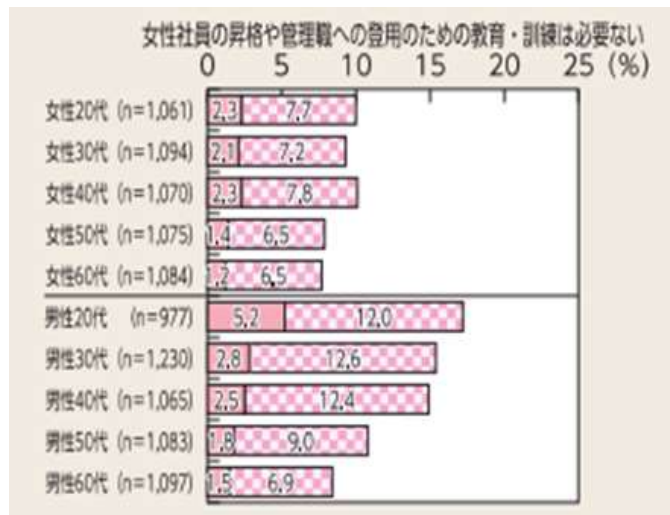 女性社員の昇格や管理職への登用のための教育・訓練は必要ない
0 5 10 15 20 25 (%)
女性20代 (n=1,061) 2.3 7.7
女性30代 (n=1,094) 2.1 7.2
女性40代 (n=1,070) 2.3 7.8
女性50代 (n=1,075) 1.4 6.5
女性60代 (n=1,084) 1.2 6.5
男性20代 (n=977) 5.2 12.0
男性30代 (n=1,230) 2.8 12.6
男性40代 (n=1,065) 2.5 12.4
男性50代 (n=1,083) 1.8 9.0
男性60代 (n=1,097) 1.5 6.9